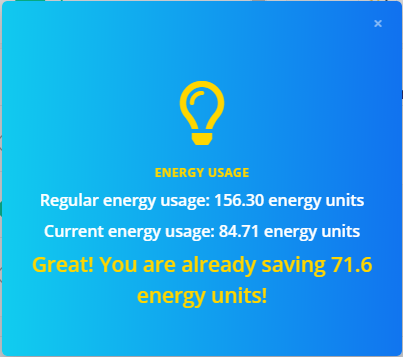 ×
ENERGY USAGE
Regular energy usage: 156.30 energy units
Current energy usage: 84.71 energy units
Great! You are already saving 71.6
energy units!